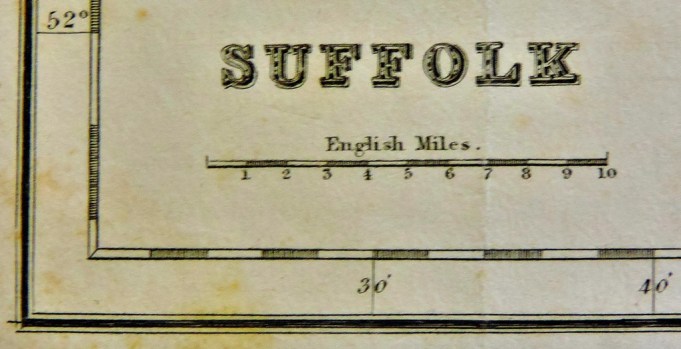 52°
SUFFOLK
English Miles.
1 2 3 4 5 6 7 8 9 10
30' 40'